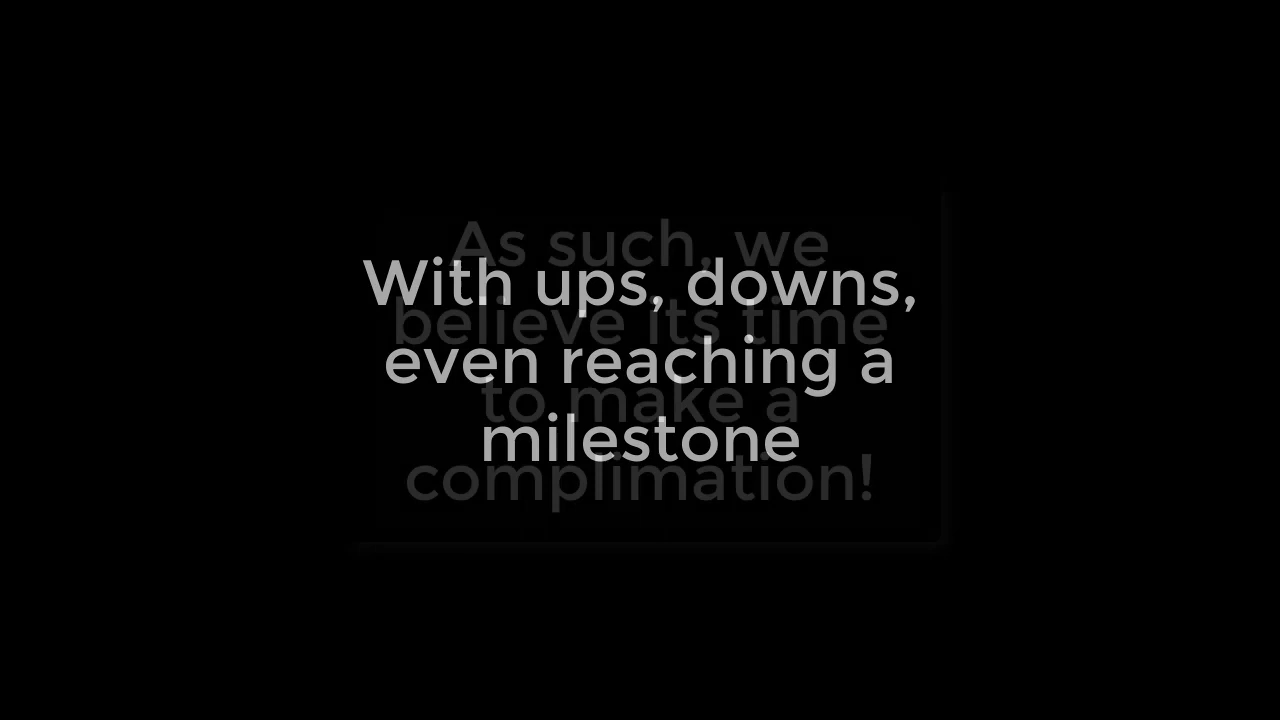 With ups, downs,
even reaching a
milestone
As such, we
believe its time
to make a
complimation!